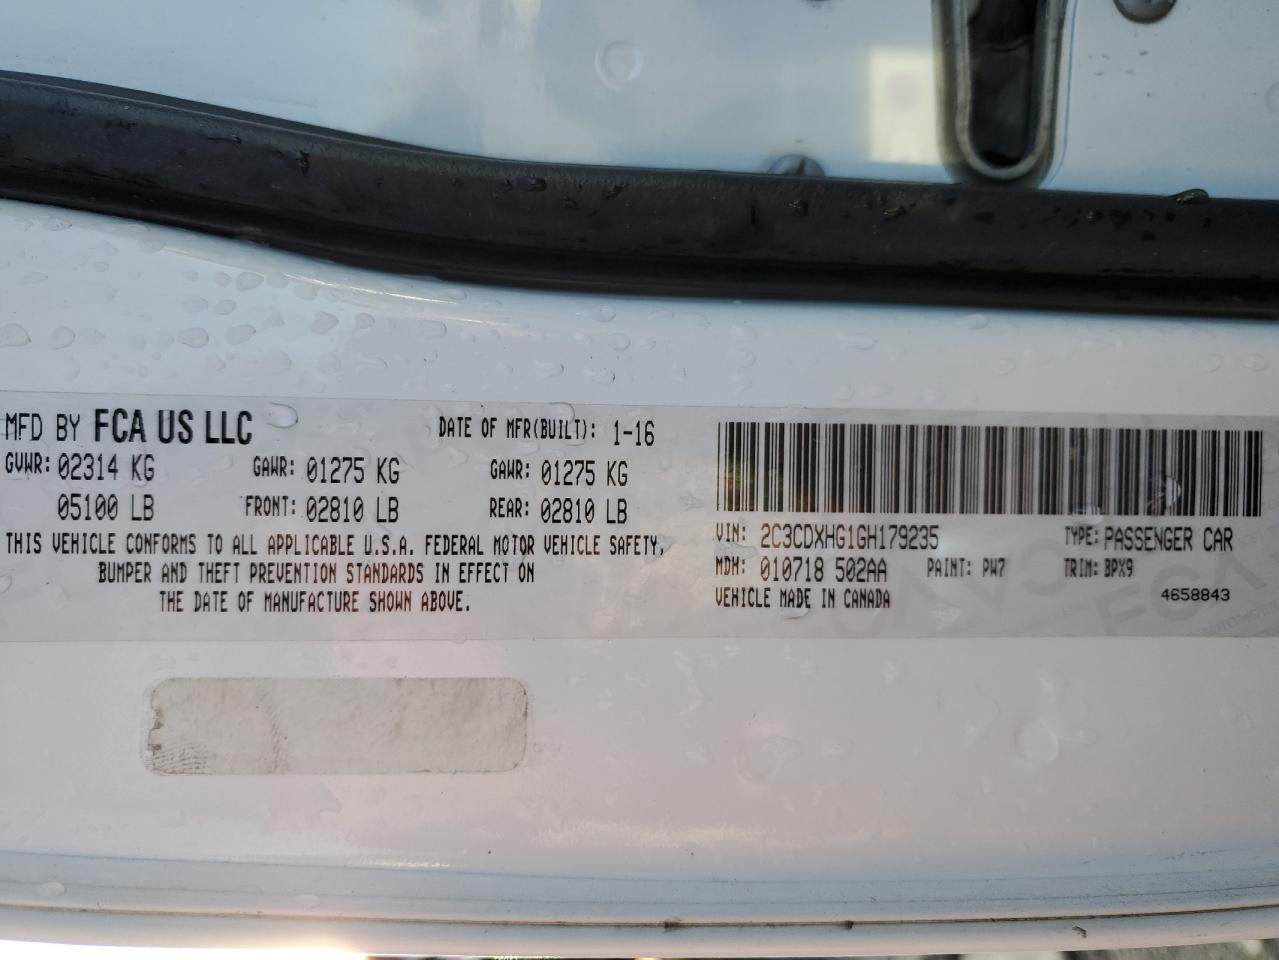 MFD BY FCA US LLC DATE OF MFR(BUILT): 1-16
GVWR: 02314 KG GAWR: 01275 KG GAWR: 01275 KG
05100 LB FRONT: 02810 LB REAR: 02810 LB
THIS VEHICLE CONFORMS TO ALL APPLICABLE U.S.A. FEDERAL MOTOR VEHICLE SAFETY,
BUMPER AND THEFT PREVENTION STANDARDS IN EFFECT ON
THE DATE OF MANUFACTURE SHOWN ABOVE.
VIN: 2C3CDXHG1GH179235 TYPE: PASSENGER CAR
MDH: 010718 502AA PAINT: PW7 TRIM: BPX9
VEHICLE MADE IN CANADA 4658843
FCA